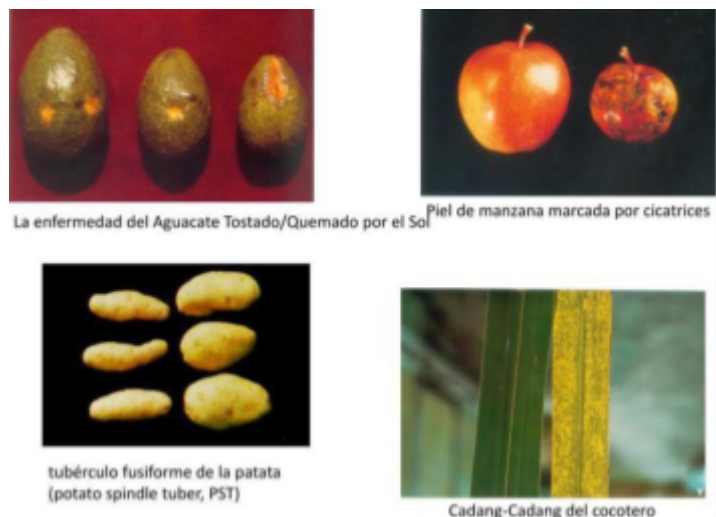 La enfermedad del Aguacate Tostado/Quemado por el Sol
Piel de manzana marcada por cicatrices
tubérculo fusiforme de la patata
(potato spindle tuber, PST)
Cadang-Cadang del cocotero